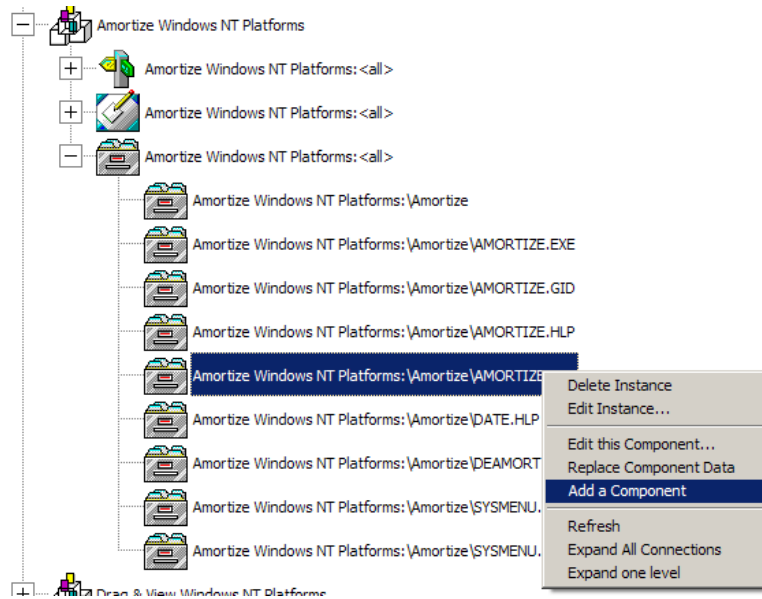 Amortize Windows NT Platforms
Amortize Windows NT Platforms:<all>
Amortize Windows NT Platforms:<all>
Amortize Windows NT Platforms:<all>
Amortize Windows NT Platforms:\Amortize
Amortize Windows NT Platforms:\Amortize\AMORTIZE.EXE
Amortize Windows NT Platforms:\Amortize\AMORTIZE.GID
Amortize Windows NT Platforms:\Amortize\AMORTIZE.HLP
Amortize Windows NT Platforms:\Amortize\AMORTIZE
Amortize Windows NT Platforms:\Amortize\DATE.HLP
Amortize Windows NT Platforms:\Amortize\DEAMORT
Amortize Windows NT Platforms:\Amortize\SYSMENU.
Amortize Windows NT Platforms:\Amortize\SYSMENU.
Drag & View Windows NT Platforms
Delete Instance
Edit Instance...
Edit this Component...
Replace Component Data
Add a Component
Refresh
Expand All Connections
Expand one level